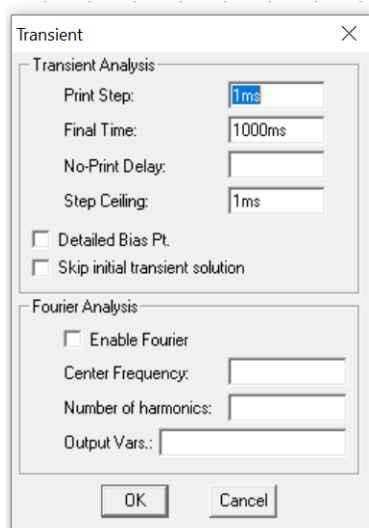 Transient
Transient Analysis
Print Step: 1ms
Final Time: 1000ms
No-Print Delay:
Step Ceiling: 1ms
Detailed Bias Pt.
Skip initial transient solution
Fourier Analysis
Enable Fourier
Center Frequency:
Number of harmonics:
Output Vars.:
OK Cancel